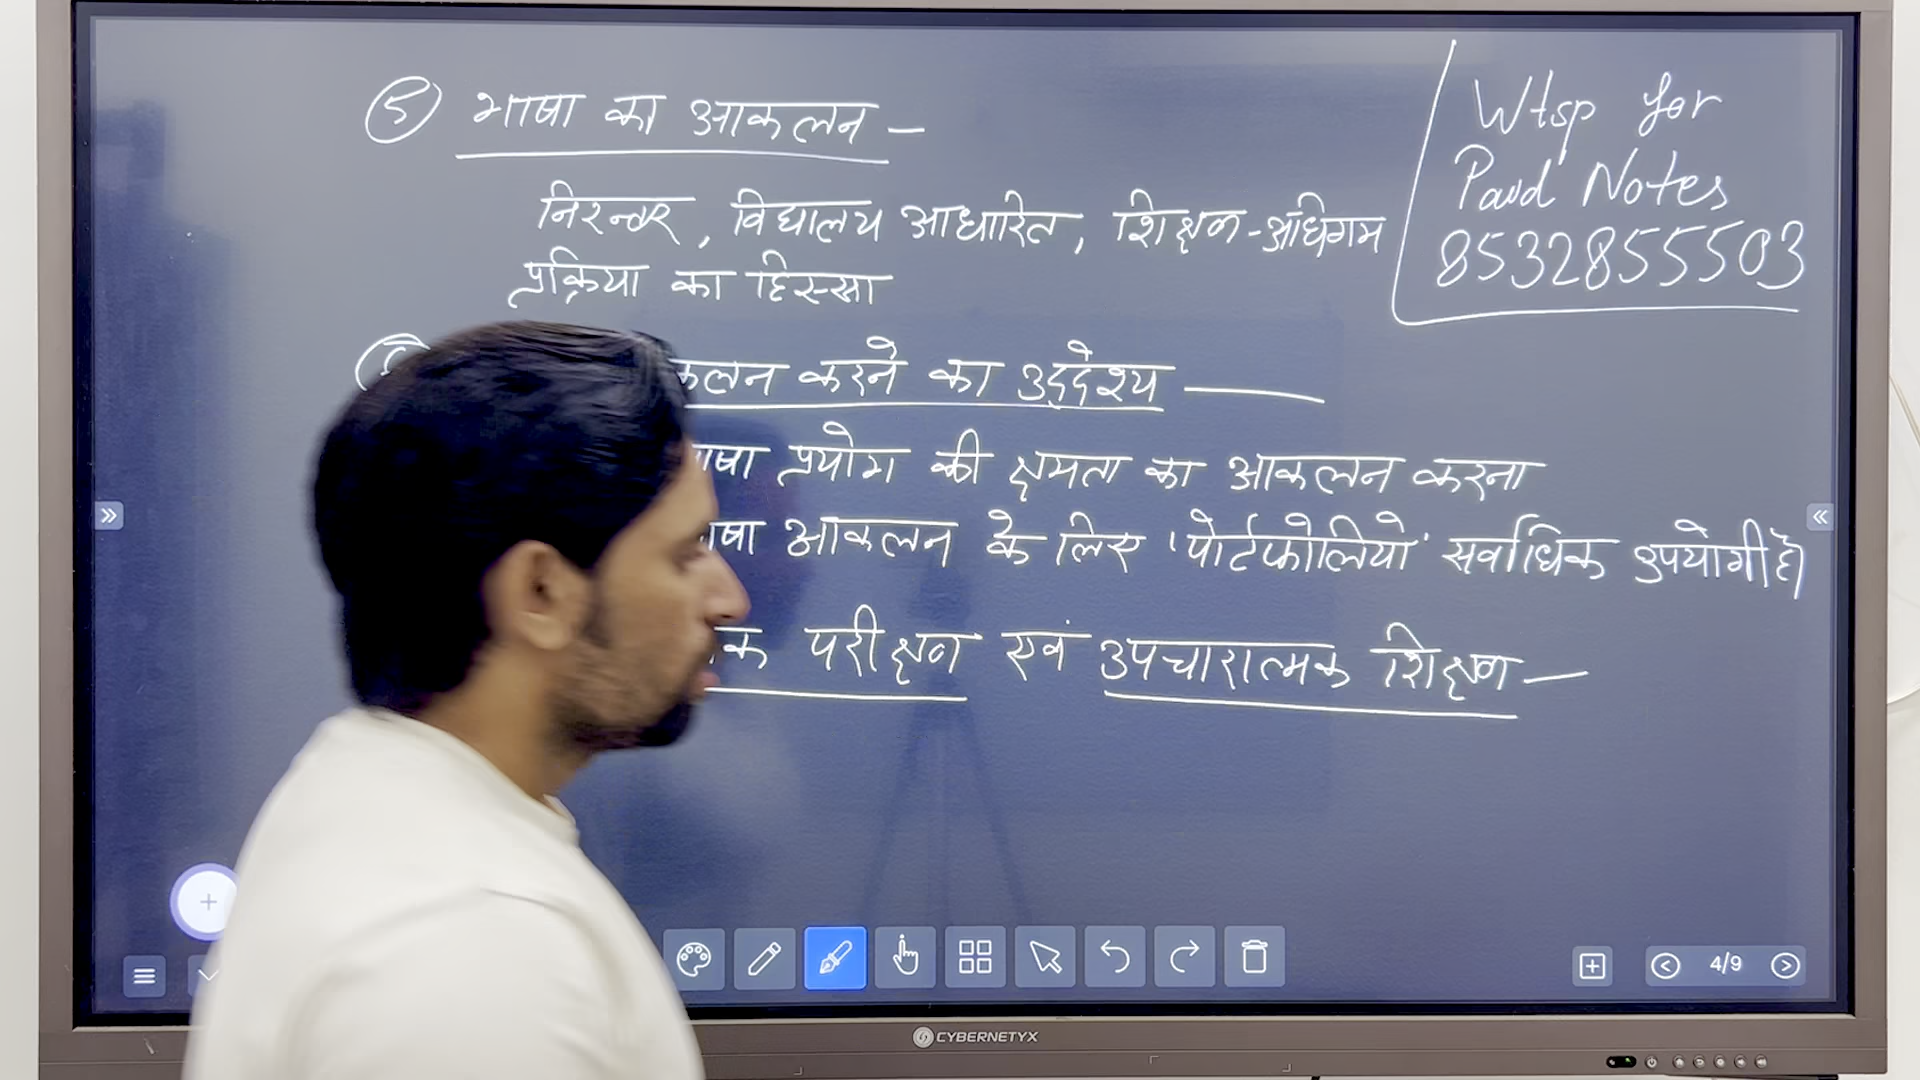 ⑤ भाषा का आकलन —
निरन्तर, विद्यालय आधारित, शिक्षण-अधिगम
प्रक्रिया का हिस्सा
Wtsp for
Paid Notes
8532855503
करने का उद्देश्य —
प्रयोग की क्षमता का आकलन करना
आकलन के लिए 'पोर्टफोलियो' सर्वाधिक उपयोगी है।
परीक्षण एवं उपचारात्मक शिक्षण —
4/9
CYBERNETYX